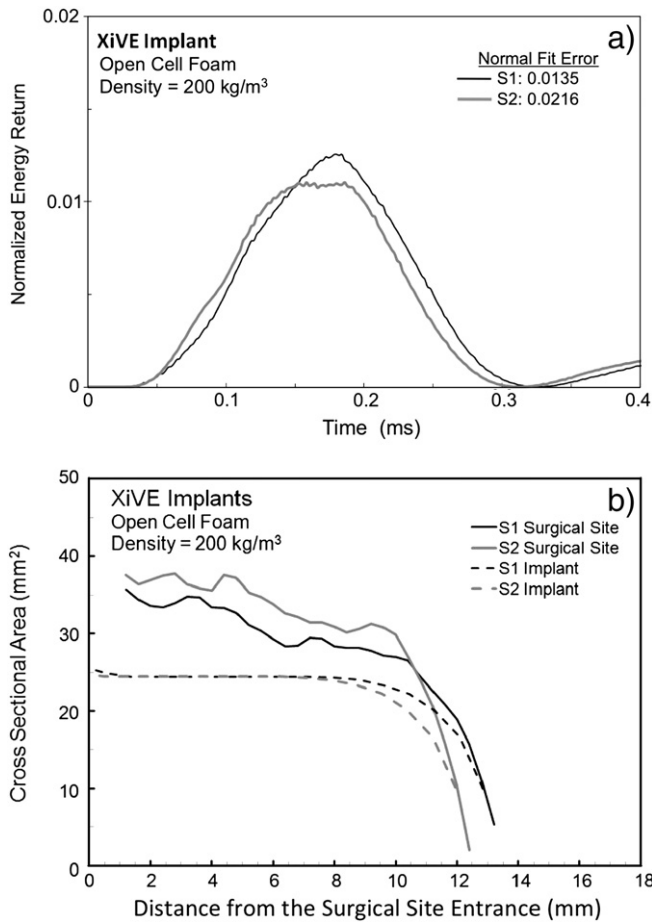 a)
XiVE Implant
Open Cell Foam
Density = 200 kg/m³
Normal Fit Error
S1: 0.0135
S2: 0.0216
Normalized Energy Return
0.02
0.01
0
0
0.1
0.2
0.3
0.4
Time (ms)
b)
XiVE Implants
Open Cell Foam
Density = 200 kg/m³
S1 Surgical Site
S2 Surgical Site
S1 Implant
S2 Implant
Cross Sectional Area (mm²)
50
40
30
20
10
0
0
2
4
6
8
10
12
14
16
18
Distance from the Surgical Site Entrance (mm)